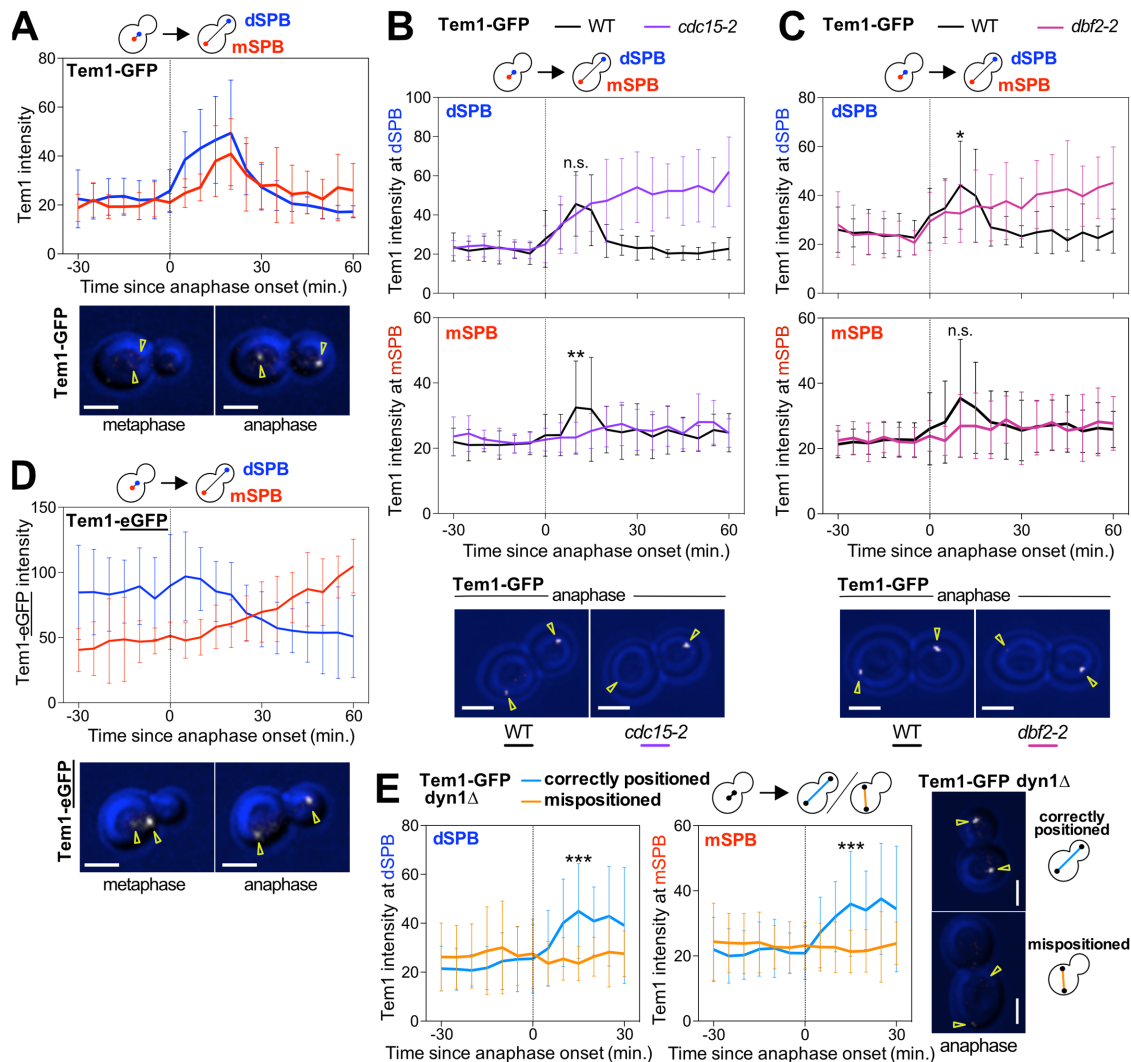 A
dSPB
mSPB
Tem1-GFP
80
60
40
20
0
Tem1 intensity
-30
0
30
60
Time since anaphase onset (min.)
Tem1-GFP
metaphase
anaphase
B
Tem1-GFP
WT
cdc15-2
dSPB
mSPB
dSPB
100
80
60
40
20
0
Tem1 intensity at dSPB
n.s.
mSPB
60
40
20
0
Tem1 intensity at mSPB
**
-30
0
30
60
Time since anaphase onset (min.)
Tem1-GFP
anaphase
WT
cdc15-2
C
Tem1-GFP
WT
dbf2-2
dSPB
mSPB
dSPB
80
60
40
20
0
Tem1 intensity at dSPB
*
mSPB
60
40
20
0
Tem1 intensity at mSPB
n.s.
-30
0
30
60
Time since anaphase onset (min.)
Tem1-GFP
anaphase
WT
dbf2-2
D
dSPB
mSPB
Tem1-eGFP
150
100
50
0
Tem1-eGFP intensity
-30
0
30
60
Time since anaphase onset (min.)
Tem1-eGFP
metaphase
anaphase
E
Tem1-GFP
dyn1Δ
correctly positioned
mispositioned
dSPB
80
60
40
20
0
Tem1 intensity at dSPB
***
-30
0
30
Time since anaphase onset (min.)
mSPB
60
40
20
0
Tem1 intensity at mSPB
***
-30
0
30
Time since anaphase onset (min.)
Tem1-GFP dyn1Δ
correctly
positioned
mispositioned
anaphase